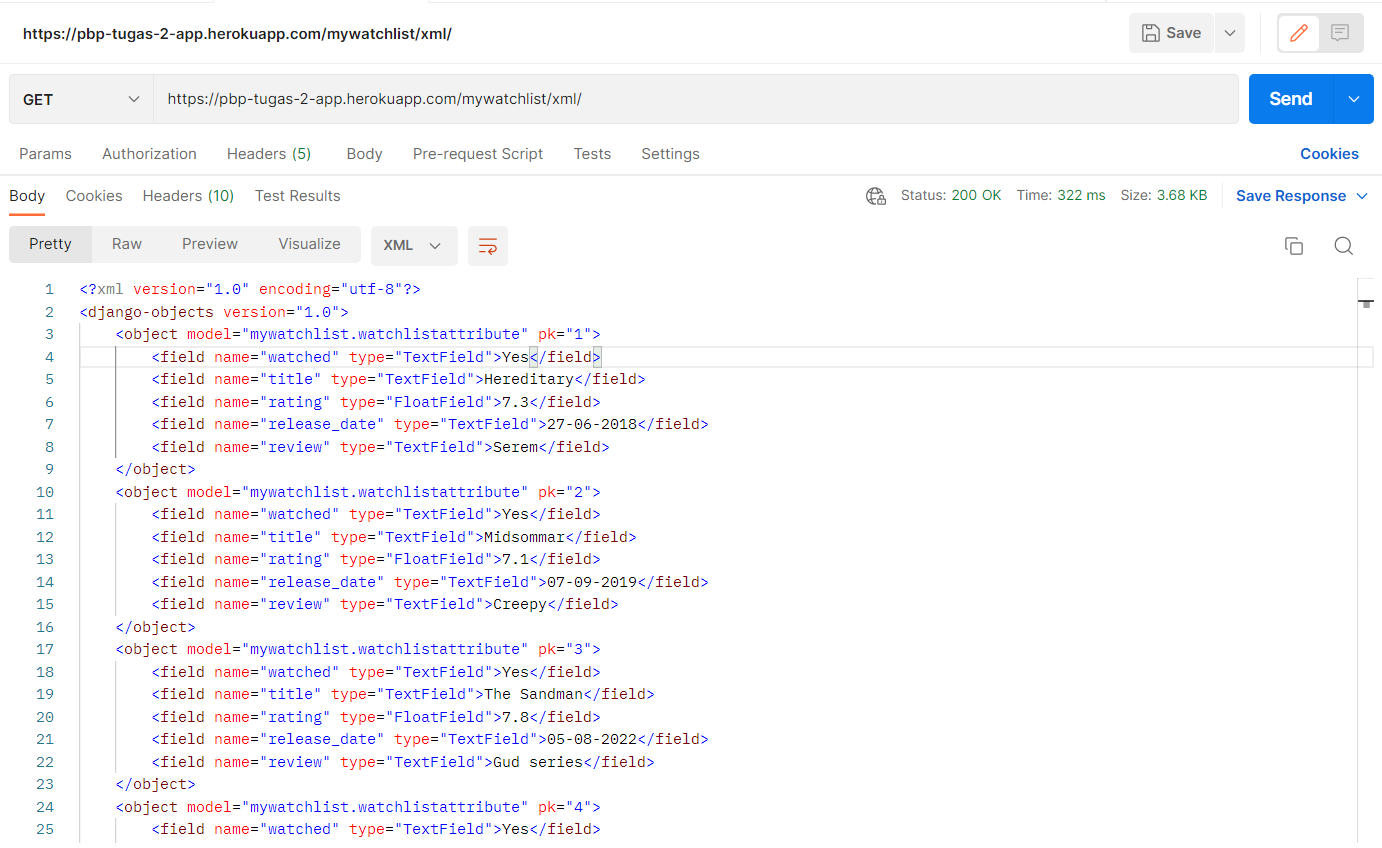 https://pbp-tugas-2-app.herokuapp.com/mywatchlist/xml/ Save
GET https://pbp-tugas-2-app.herokuapp.com/mywatchlist/xml/ Send
Params Authorization Headers (5) Body Pre-request Script Tests Settings Cookies
Body Cookies Headers (10) Test Results Status: 200 OK Time: 322 ms Size: 3.68 KB Save Response
Pretty Raw Preview Visualize XML
1 <?xml version="1.0" encoding="utf-8"?>
2 <django-objects version="1.0">
3 <object model="mywatchlist.watchlistattribute" pk="1">
4 <field name="watched" type="TextField">Yes</field>
5 <field name="title" type="TextField">Hereditary</field>
6 <field name="rating" type="FloatField">7.3</field>
7 <field name="release_date" type="TextField">27-06-2018</field>
8 <field name="review" type="TextField">Serem</field>
9 </object>
10 <object model="mywatchlist.watchlistattribute" pk="2">
11 <field name="watched" type="TextField">Yes</field>
12 <field name="title" type="TextField">Midsommar</field>
13 <field name="rating" type="FloatField">7.1</field>
14 <field name="release_date" type="TextField">07-09-2019</field>
15 <field name="review" type="TextField">Creepy</field>
16 </object>
17 <object model="mywatchlist.watchlistattribute" pk="3">
18 <field name="watched" type="TextField">Yes</field>
19 <field name="title" type="TextField">The Sandman</field>
20 <field name="rating" type="FloatField">7.8</field>
21 <field name="release_date" type="TextField">05-08-2022</field>
22 <field name="review" type="TextField">Gud series</field>
23 </object>
24 <object model="mywatchlist.watchlistattribute" pk="4">
25 <field name="watched" type="TextField">Yes</field>